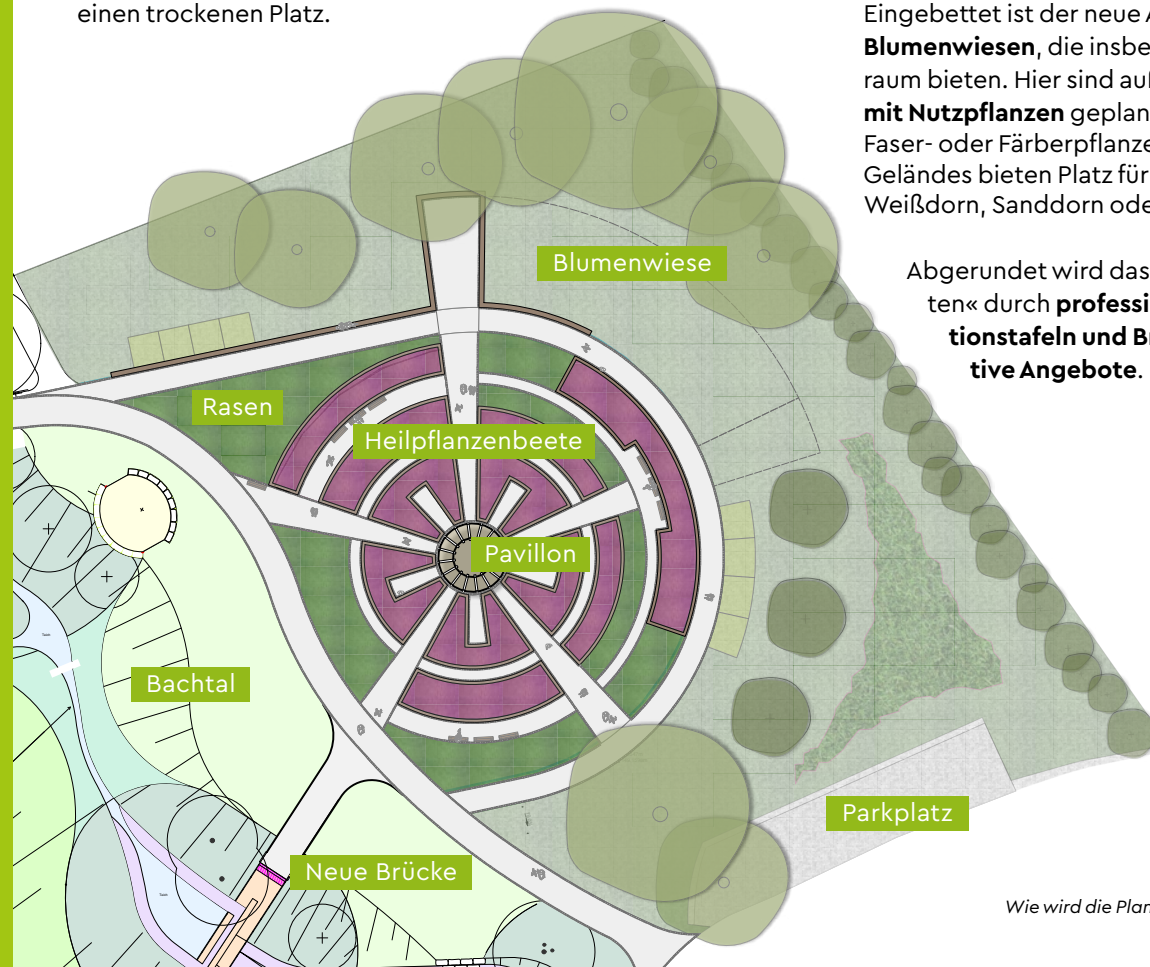 einen trockenen Platz.
Eingebettet ist der neue
Blumenwiesen, die insbe
raum bieten. Hier sind au
mit Nutzpflanzen geplan
Faser- oder Färberpflanze
Geländes bieten Platz für
Weißdorn, Sanddorn ode
Abgerundet wird das
ten« durch professi
tionstafeln und B
tive Angebote.
Blumenwiese
Rasen
Heilpflanzenbeete
Pavillon
Bachtal
Parkplatz
Neue Brücke
Wie wird die Plan